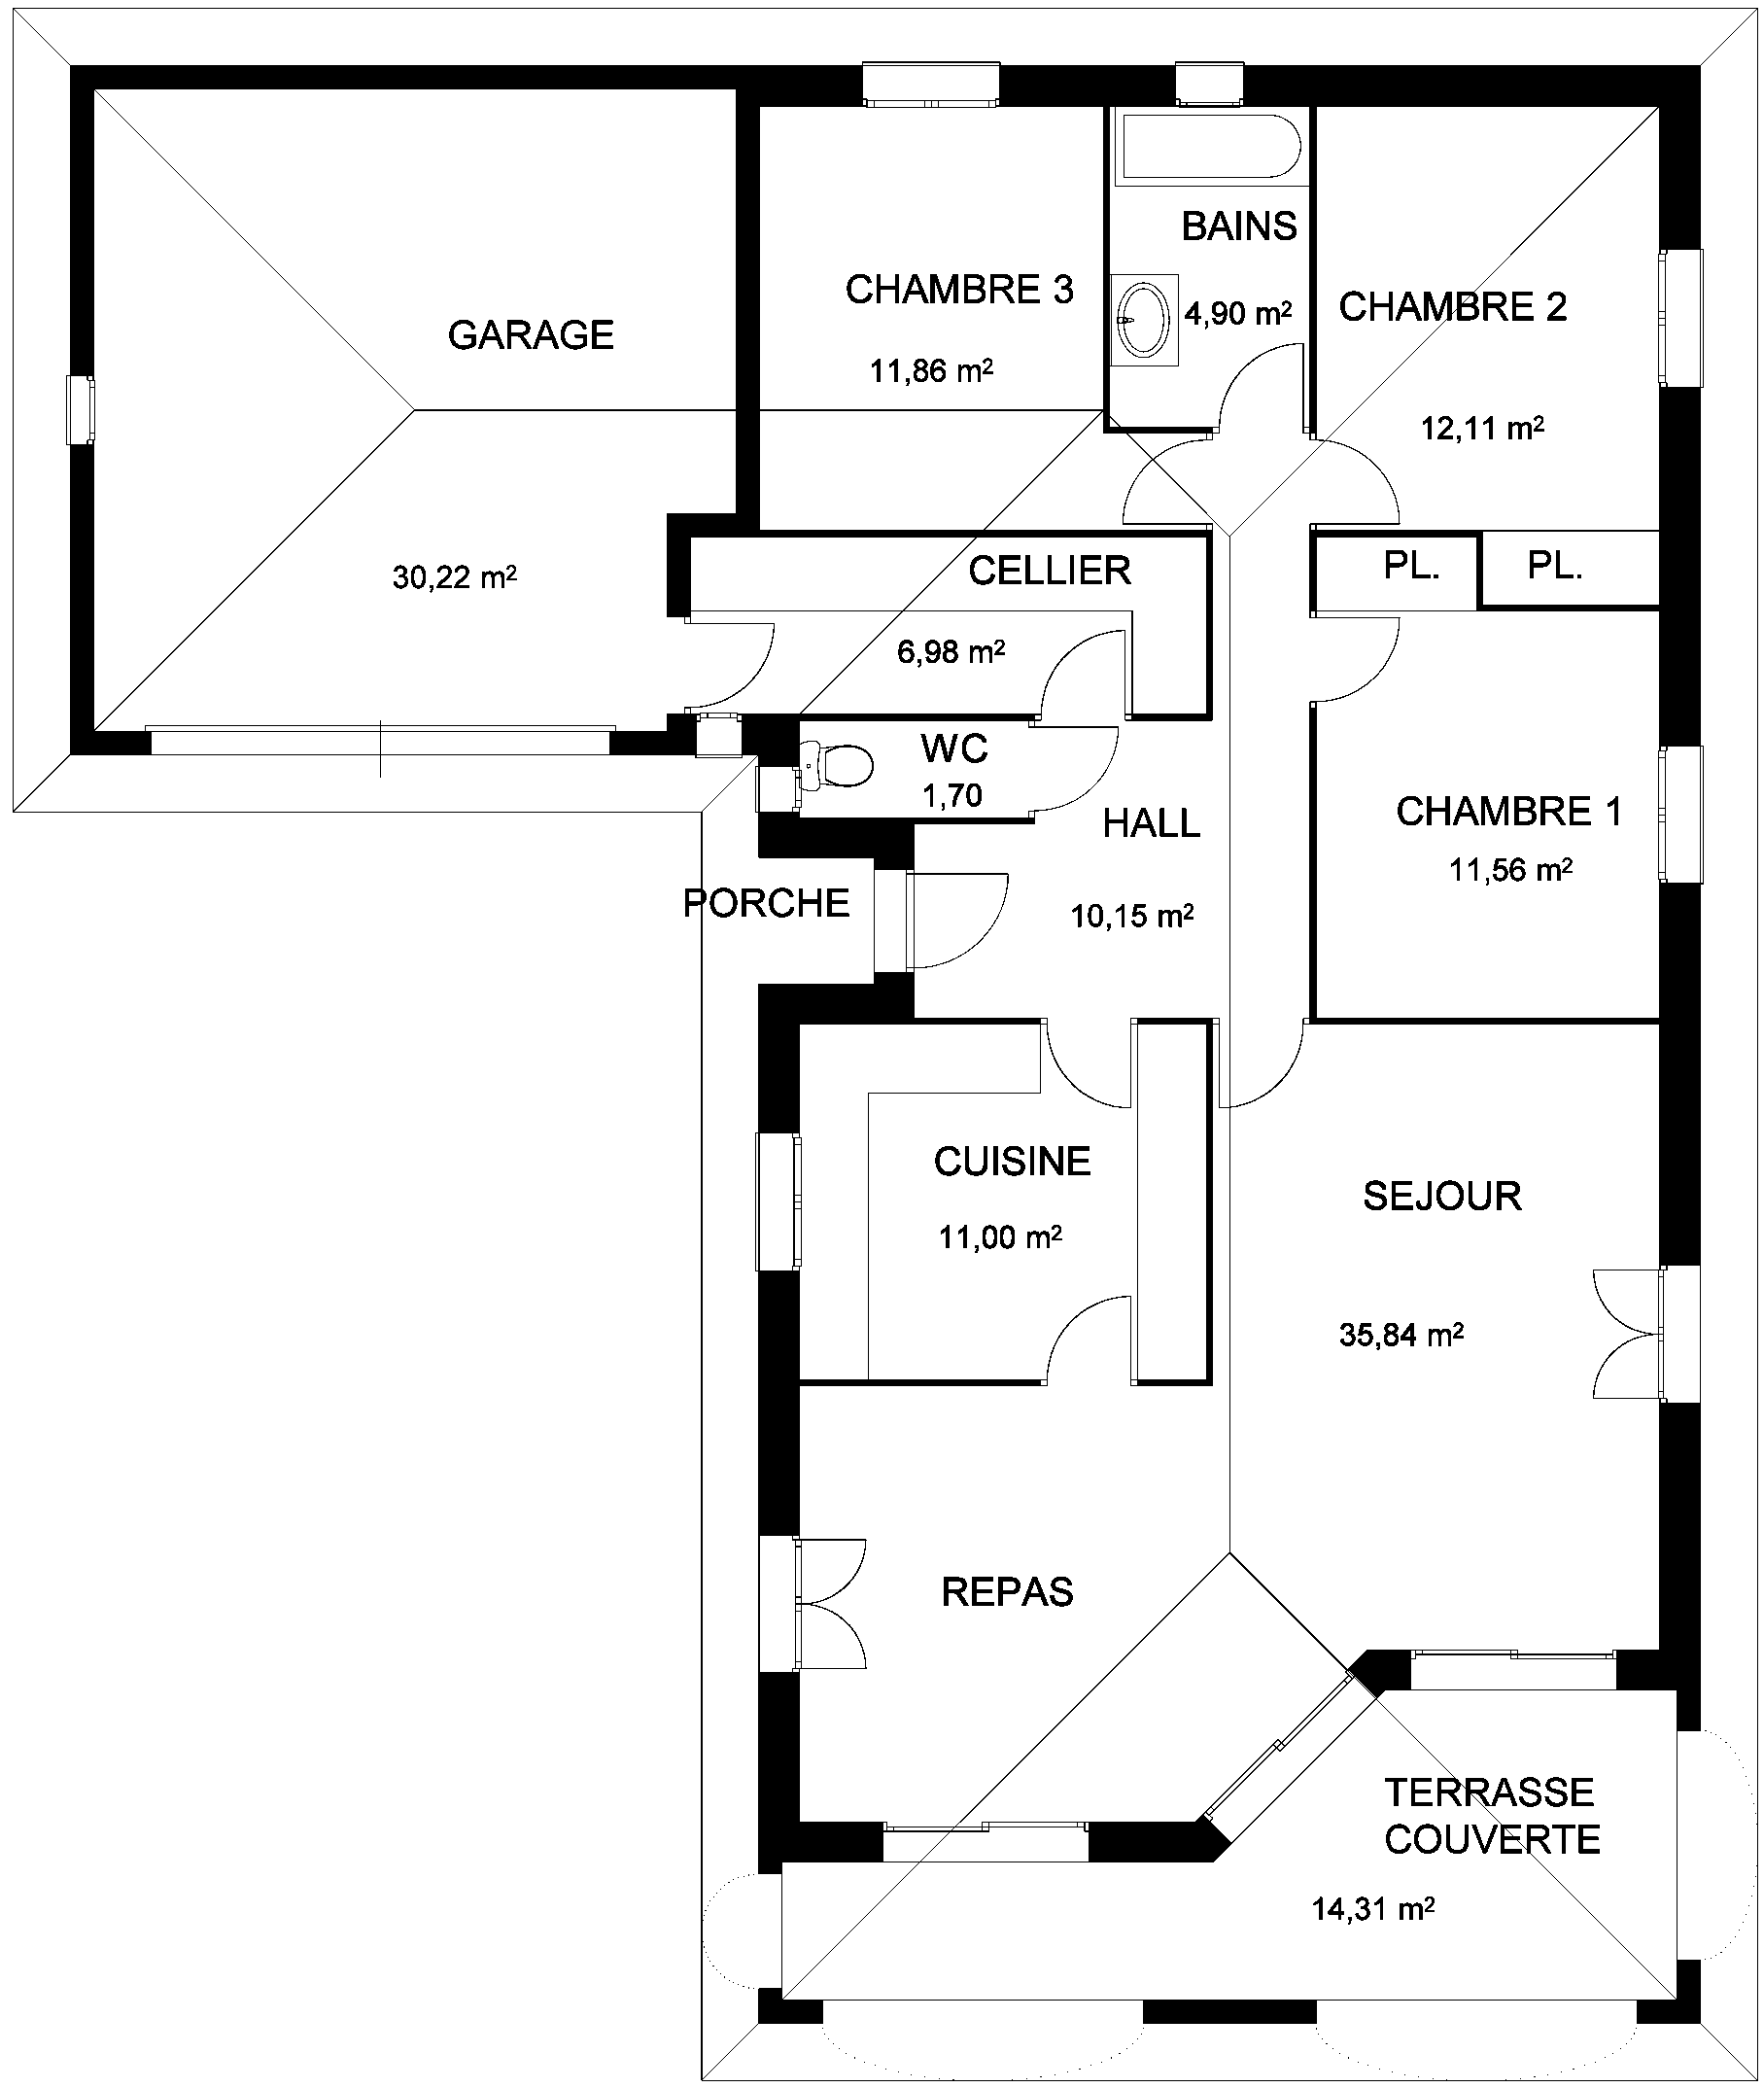 BAINS
4,90 m²
CHAMBRE 3
11,86 m²
CHAMBRE 2
12,11 m²
GARAGE
30,22 m²
CELLIER
6,98 m²
PL.
PL.
WC
1,70
HALL
10,15 m²
CHAMBRE 1
11,56 m²
PORCHE
CUISINE
11,00 m²
SEJOUR
35,84 m²
REPAS
TERRASSE
COUVERTE
14,31 m²